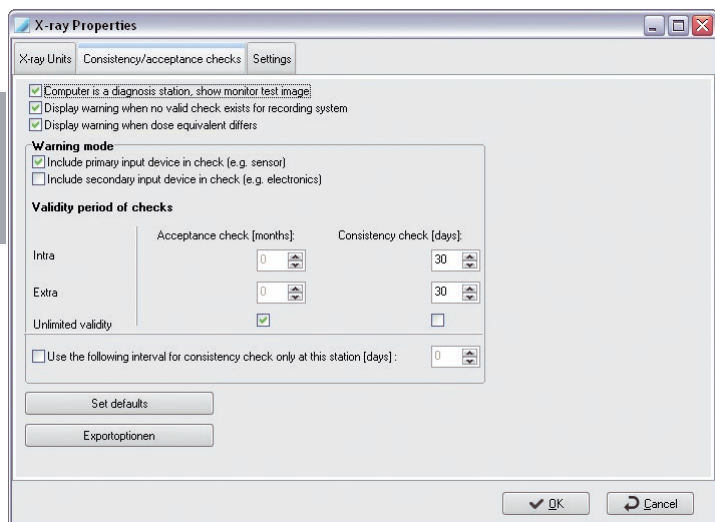 X-ray Properties
X-ray Units Consistency/acceptance checks Settings
Computer is a diagnosis station, show monitor test image
Display warning when no valid check exists for recording system
Display warning when dose equivalent differs
Warning mode
Include primary input device in check (e.g. sensor)
Include secondary input device in check (e.g. electronics)
Validity period of checks
Acceptance check [months]: Consistency check [days]:
Intra 0 30
Extra 0 30
Unlimited validity
Use the following interval for consistency check only at this station [days] : 0
Set defaults
Exportoptionen
OK Cancel